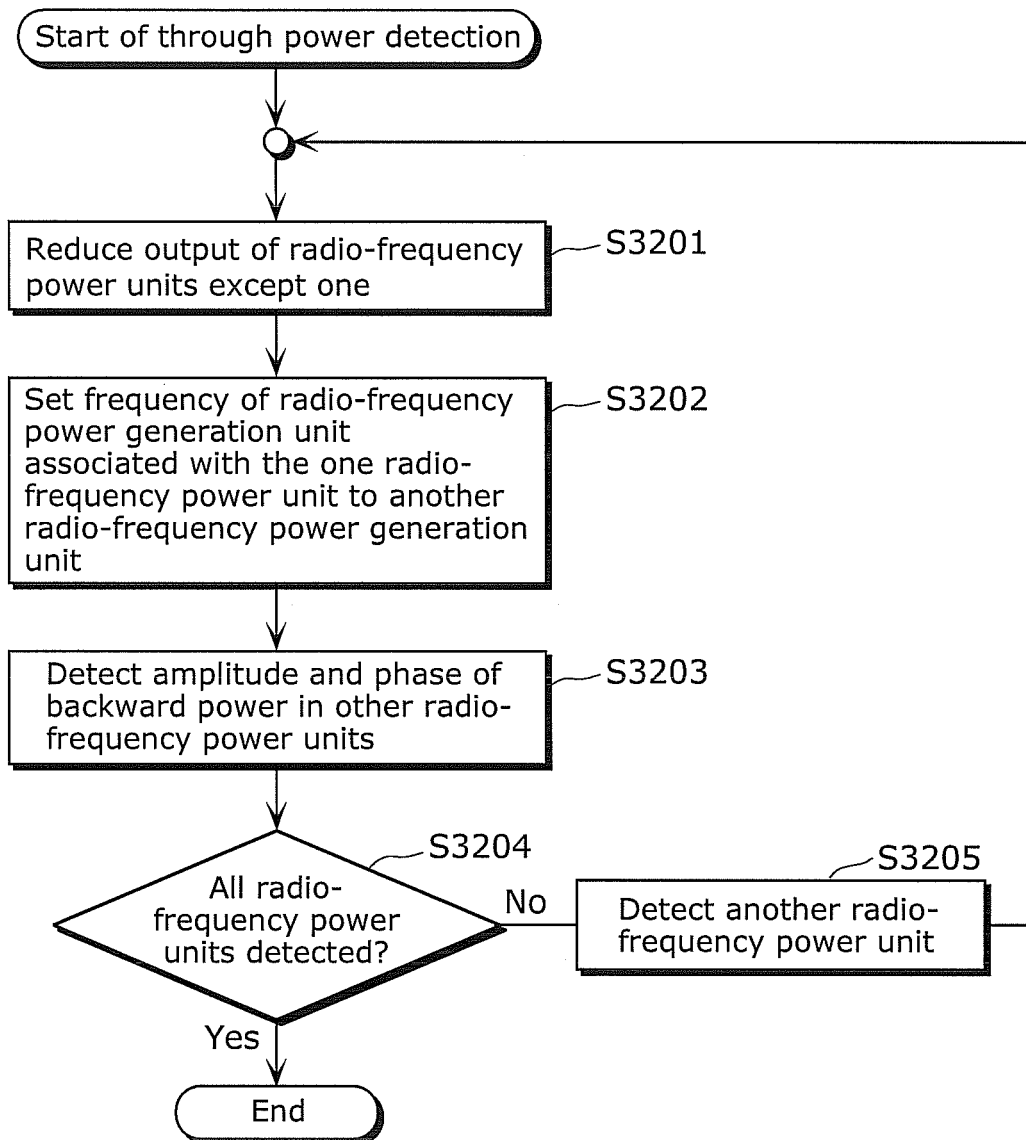 Start of through power detection
Reduce output of radio-frequency
power units except one
S3201
Set frequency of radio-frequency
power generation unit
associated with the one radio-
frequency power unit to another
radio-frequency power generation
unit
S3202
Detect amplitude and phase of
backward power in other radio-
frequency power units
S3203
All radio-
frequency power
units detected?
S3204
No
Detect another radio-
frequency power unit
S3205
Yes
End